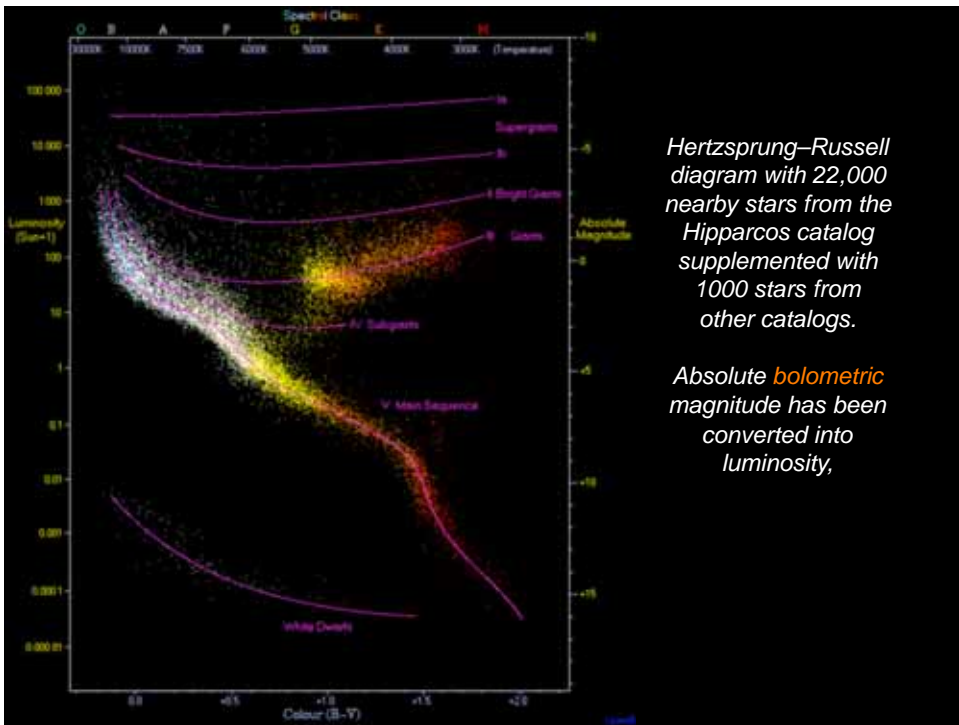 Spectral Class
O B A F G K M
30000K 10000K 7500K 6000K 5000K 4000K 3000K (Temperature)
-10
100 000
Ia
Supergiants
10 000
Ib
-5
1 000
II Bright Giants
Luminosity
(Sun=1)
Absolute
Magnitude
III Giants
100
0
10
IV Subgiants
1
+5
V Main Sequence
0.1
0.01
+10
0.001
0.0001
+15
White Dwarfs
0.00001
0.0 +0.5 +1.0 +1.5 +2.0
Colour (B-V)
Hertzsprung–Russell
diagram with 22,000
nearby stars from the
Hipparcos catalog
supplemented with
1000 stars from
other catalogs.
Absolute bolometric
magnitude has been
converted into
luminosity,